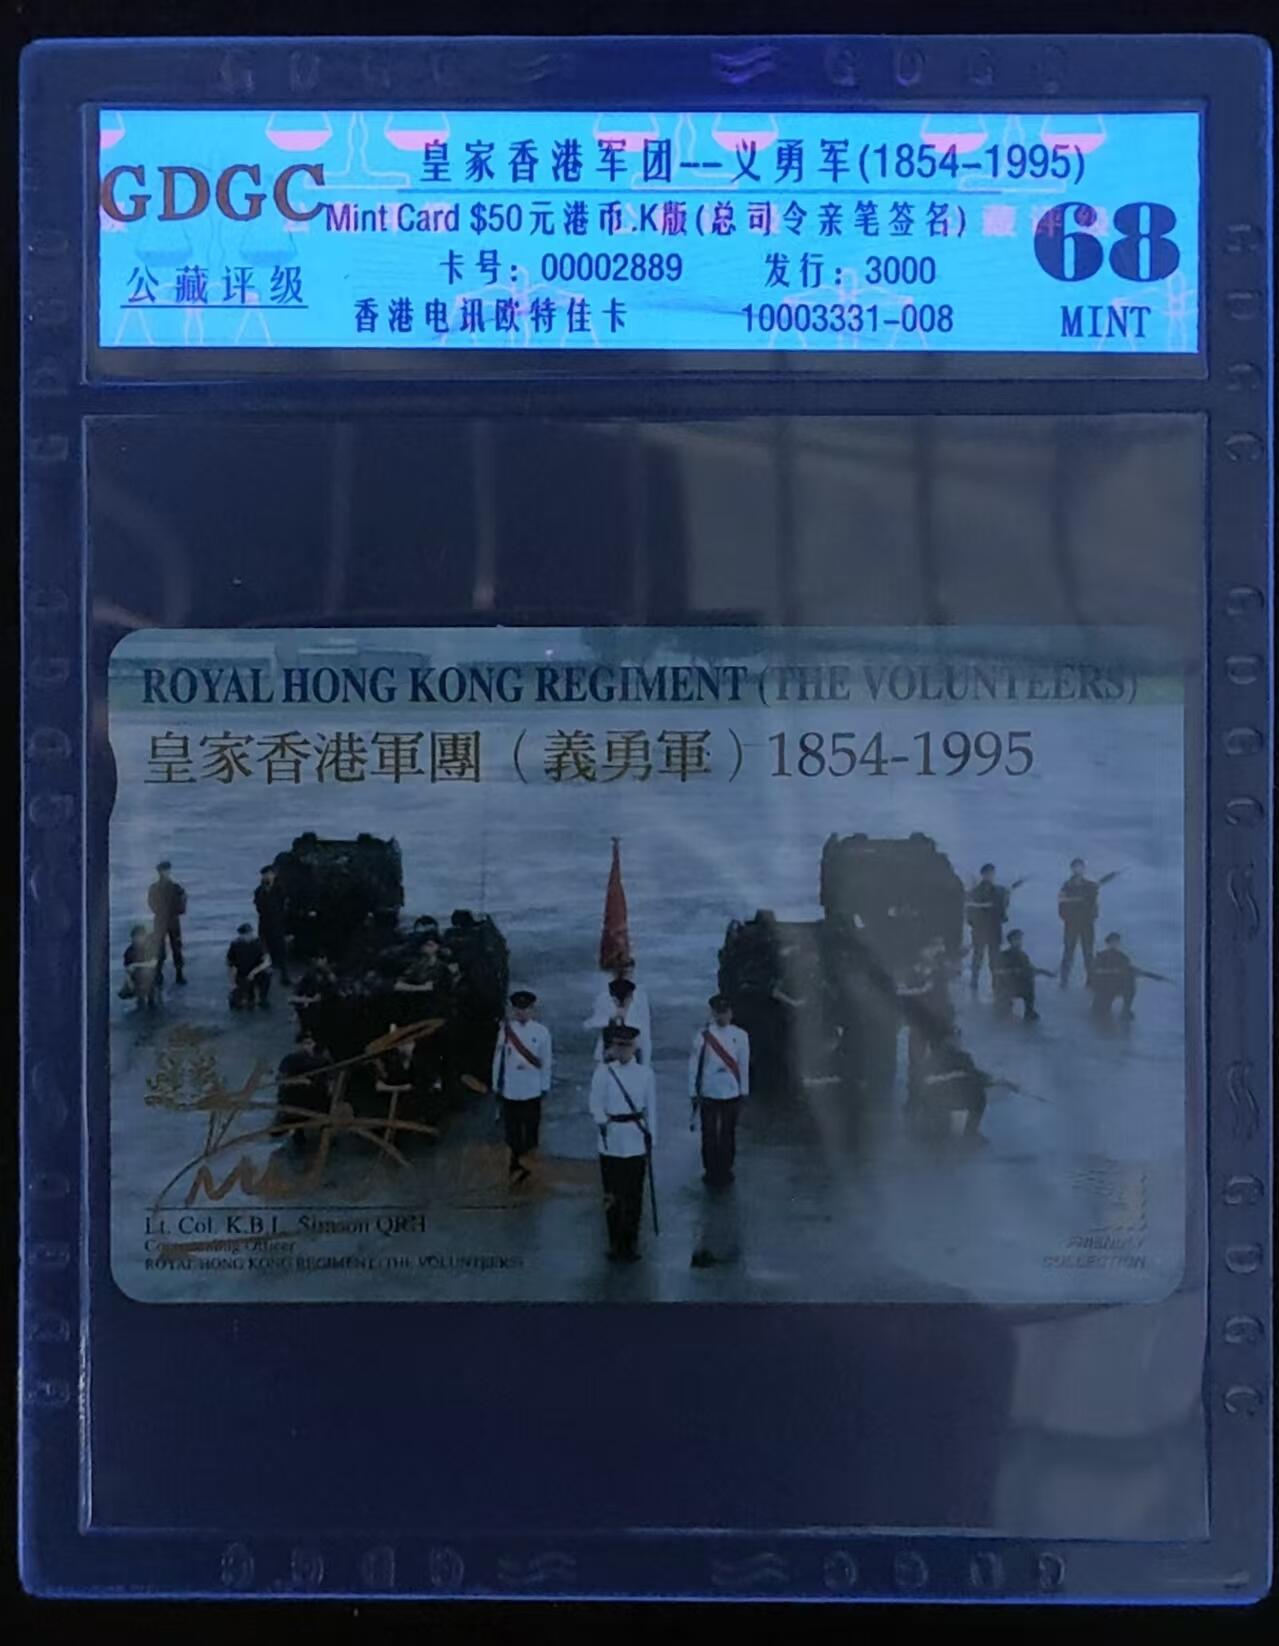 GDGC
公藏评级
皇家香港军团--义勇军(1854-1995)
Mint Card $50元港币.K版(总司令亲笔签名)
卡号: 00002889 发行: 3000
香港电讯欧特佳卡 10003331-008
68
MINT
ROYAL HONG KONG REGIMENT (THE VOLUNTEERS)
皇家香港軍團（義勇軍）1854-1995
Lt. Col. K.B.L. Simson QRH
Commanding Officer
ROYAL HONG KONG REGIMENT (THE VOLUNTEERS)
FRIENDLY
COLLECTION